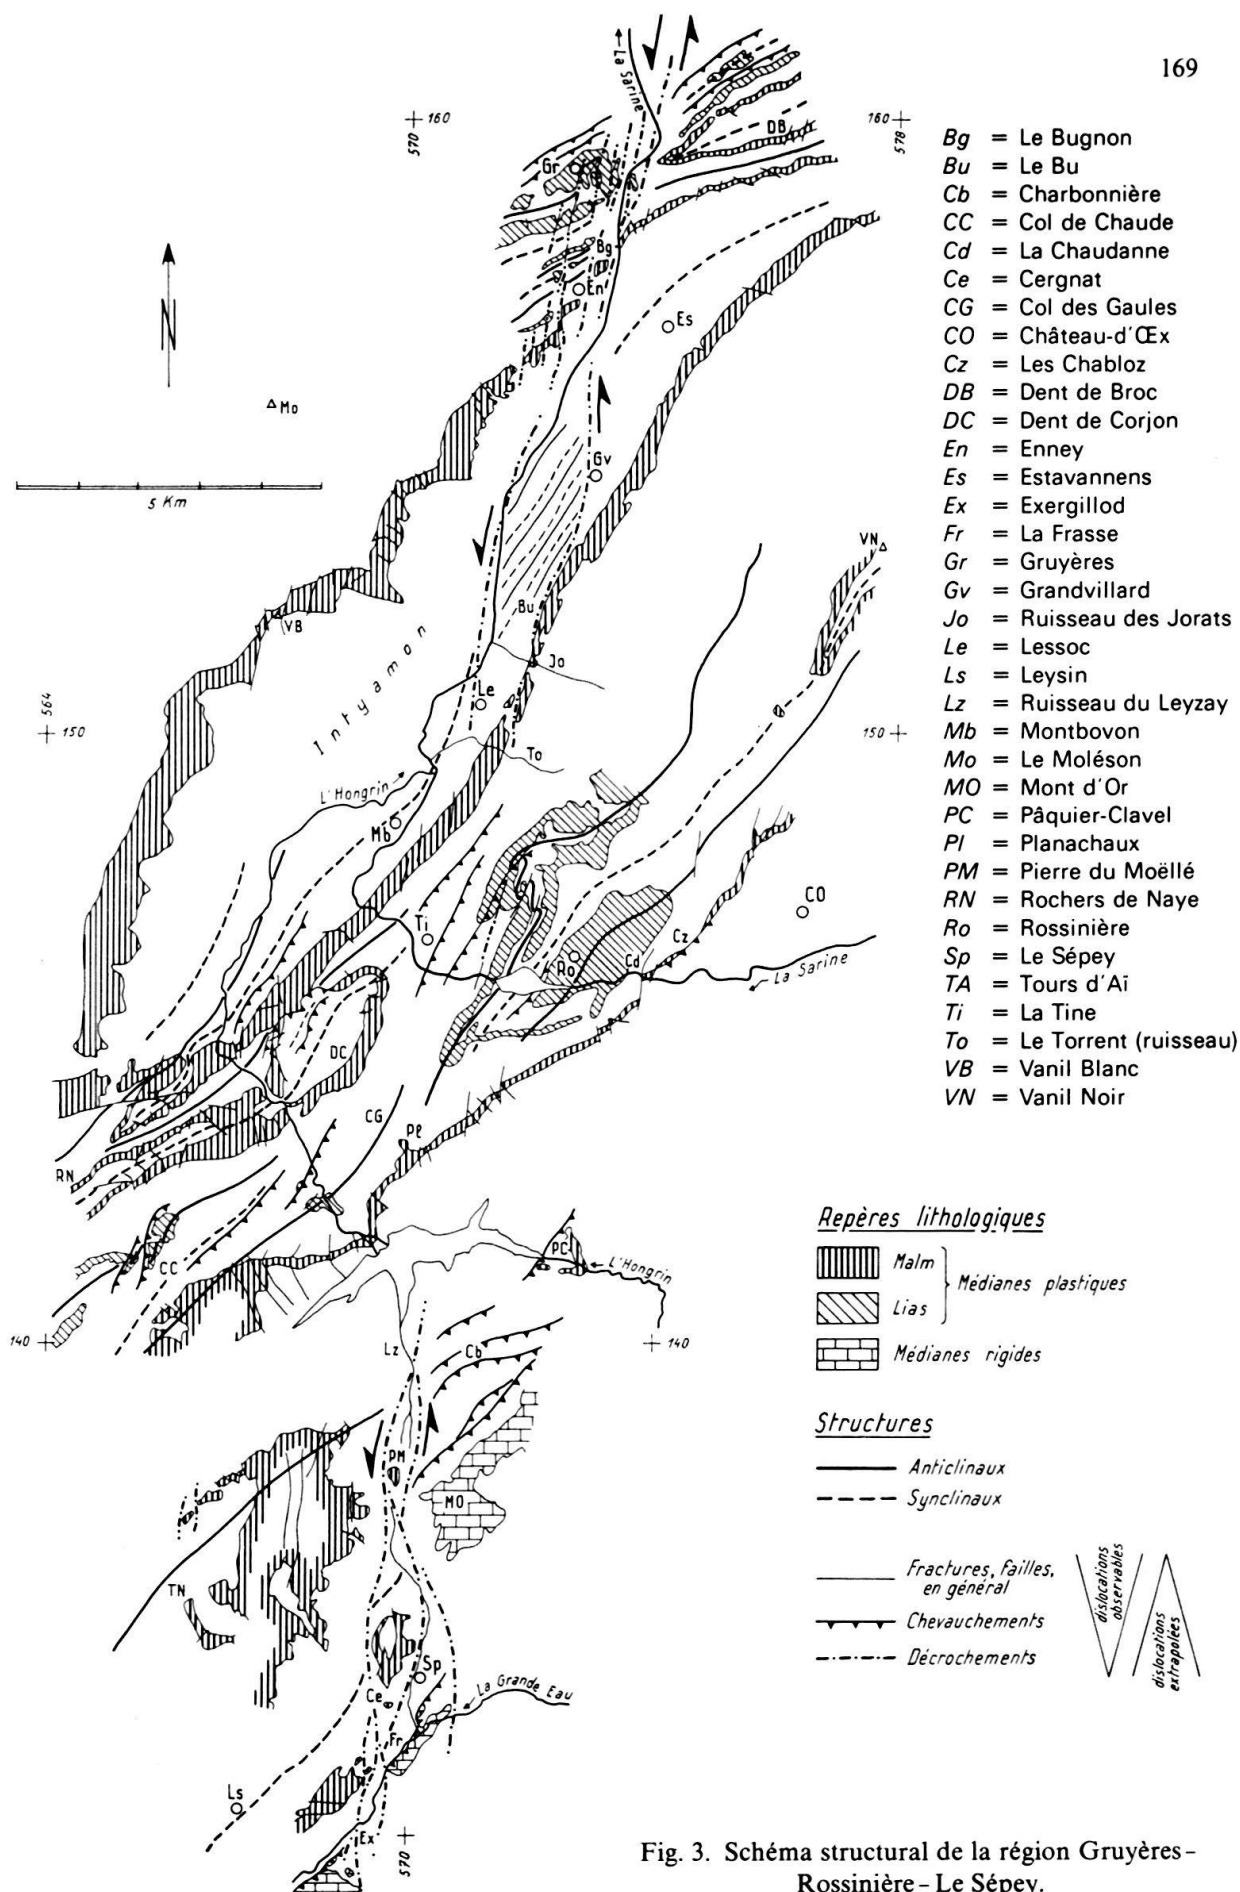 169
La Sarine
570
160
160
578
DB
Gr
Bg
En
Es
N
Mo
5 Km
Gv
VN
VB
Bu
Intyamon
Jo
Le
564
150
150
To
L'Hongrin
Mb
Ti
CO
Cz
Ro
Cd
La Sarine
DC
CG
Pl
RN
CC
PC
L'Hongrin
140
140
Lz
Cb
PM
MO
TN
Sp
Ce
La Grande Eau
Fr
Ls
Ex
570
Bg = Le Bugnon
Bu = Le Bu
Cb = Charbonnière
CC = Col de Chaude
Cd = La Chaudanne
Ce = Cergnat
CG = Col des Gaules
CO = Château-d'Œx
Cz = Les Chabloz
DB = Dent de Broc
DC = Dent de Corjon
En = Enney
Es = Estavannens
Ex = Exergillod
Fr = La Frasse
Gr = Gruyères
Gv = Grandvillard
Jo = Ruisseau des Jorats
Le = Lessoc
Ls = Leysin
Lz = Ruisseau du Leyzay
Mb = Montbovon
Mo = Le Moléson
MO = Mont d'Or
PC = Pâquier-Clavel
Pl = Planachaux
PM = Pierre du Moëllé
RN = Rochers de Naye
Ro = Rossinière
Sp = Le Sépey
TA = Tours d'Aï
Ti = La Tine
To = Le Torrent (ruisseau)
VB = Vanil Blanc
VN = Vanil Noir
Repères lithologiques
Malm
Médianes plastiques
Lias
Médianes rigides
Structures
Anticlinaux
Synclinaux
Fractures, failles,
en général
Chevauchements
Décrochements
dislocations
observables
dislocations
extrapolées
Fig. 3. Schéma structural de la région Gruyères–
Rossinière – Le Sépey.